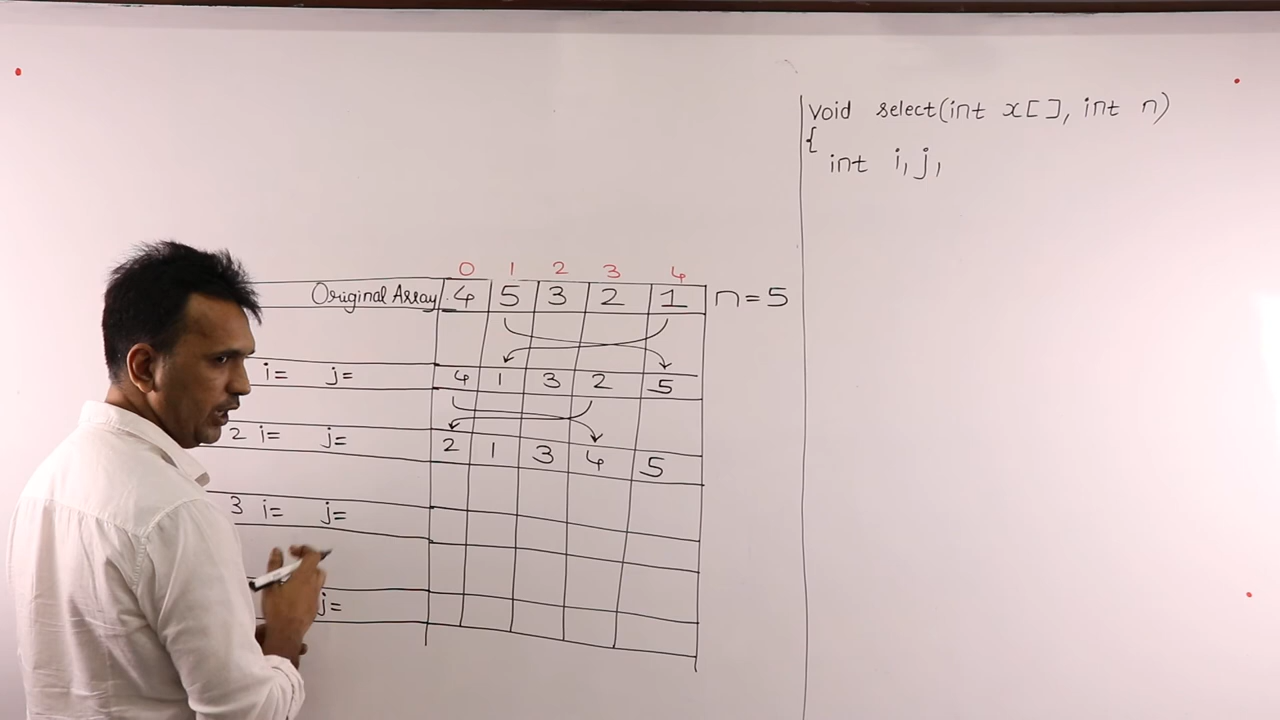 void select(int x[], int n)
{
int i, j,
0 1 2 3 4
Original Array 4 5 3 2 1 n=5
i= j= 4 1 3 2 5
2 i= j= 2 1 3 4 5
3 i= j=
j=